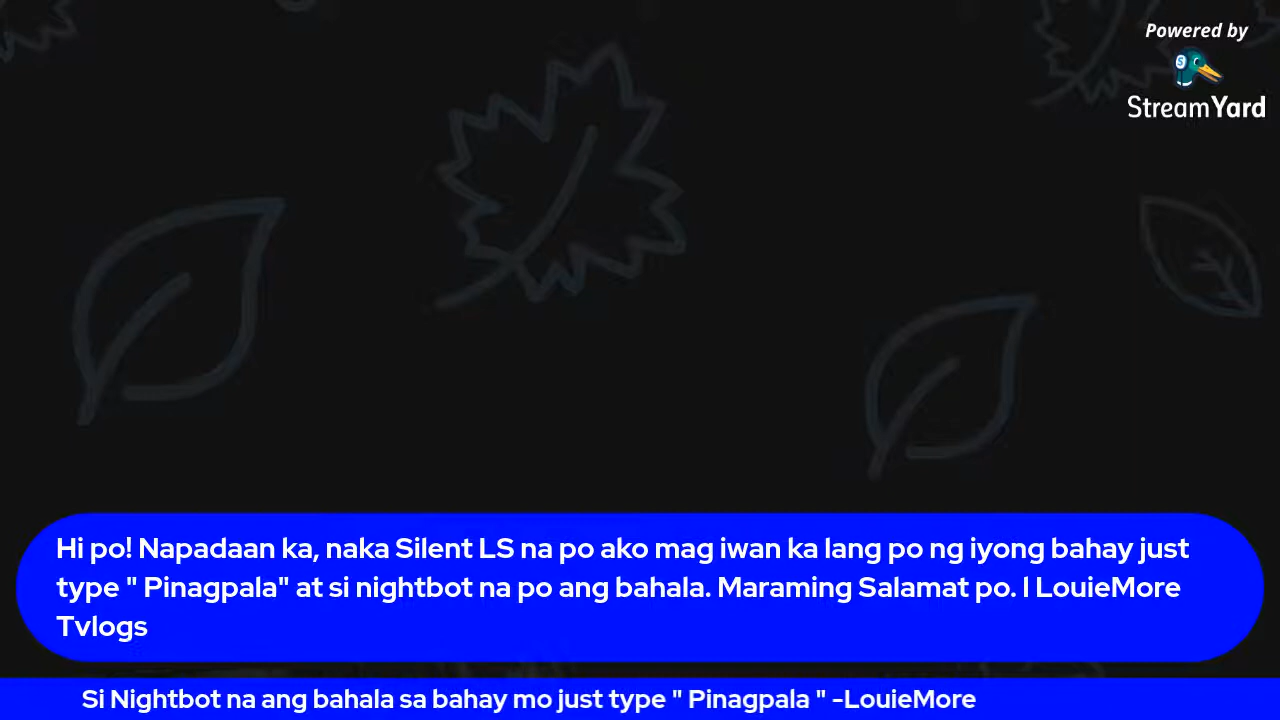 Powered by
StreamYard
Hi po! Napadaan ka, naka Silent LS na po ako mag iwan ka lang po ng iyong bahay just
type " Pinagpala" at si nightbot na po ang bahala. Maraming Salamat po. l LouieMore
Tvlogs
Si Nightbot na ang bahala sa bahay mo just type " Pinagpala " -LouieMore